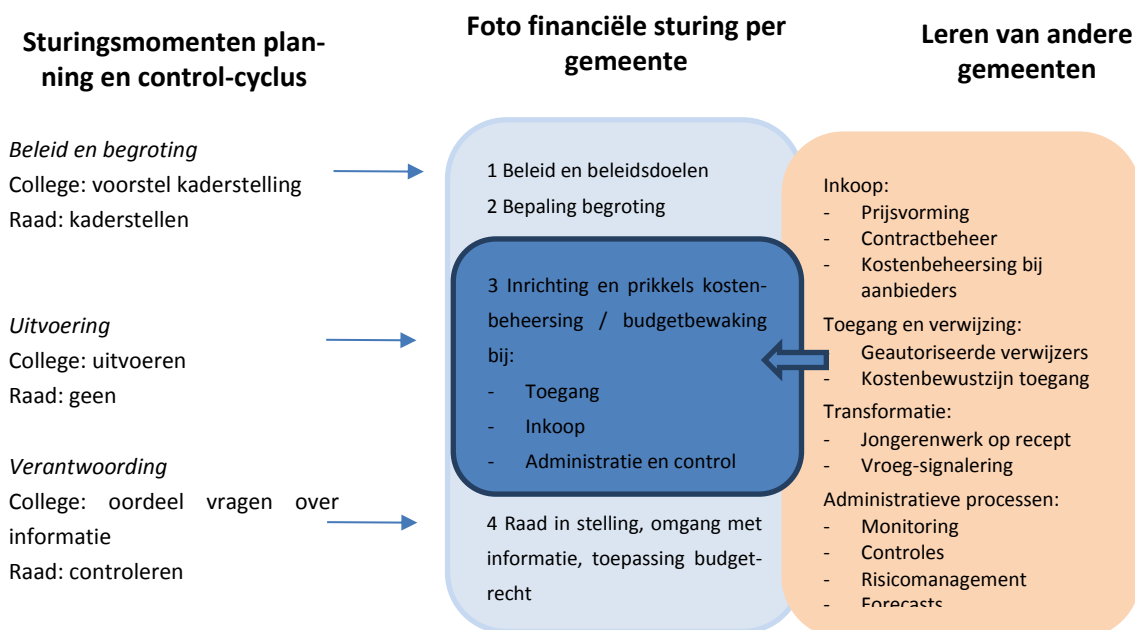 Sturingsmomenten plan-
ning en control-cyclus
Beleid en begroting
College: voorstel kaderstelling
Raad: kaderstellen
Uitvoering
College: uitvoeren
Raad: geen
Verantwoording
College: oordeel vragen over
informatie
Raad: controleren
Foto financiële sturing per
gemeente
1 Beleid en beleidsdoelen
2 Bepaling begroting
3 Inrichting en prikkels kosten-
beheersing / budgetbewaking
bij:
- Toegang
- Inkoop
- Administratie en control
4 Raad in stelling, omgang met
informatie, toepassing budget-
recht
Leren van andere
gemeenten
Inkoop:
- Prijsvorming
- Contractbeheer
- Kostenbeheersing bij
aanbieders
Toegang en verwijzing:
- Geautoriseerde verwijzers
- Kostenbewustzijn toegang
Transformatie:
- Jongerenwerk op recept
- Vroeg-signalering
Administratieve processen:
- Monitoring
- Controles
- Risicomanagement
- Forecasts